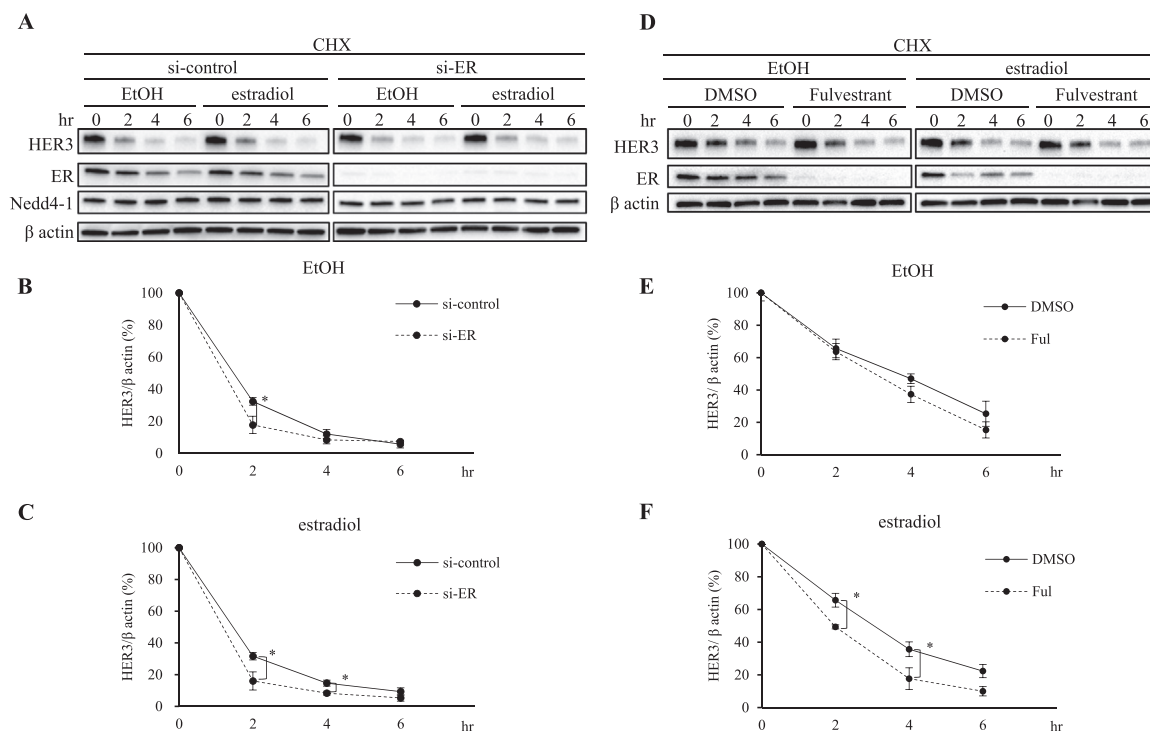 A
CHX
si-control si-ER
EtOH estradiol EtOH estradiol
hr 0 2 4 6 0 2 4 6 0 2 4 6 0 2 4 6
HER3
ER
Nedd4-1
β actin
D
CHX
EtOH estradiol
DMSO Fulvestrant DMSO Fulvestrant
hr 0 2 4 6 0 2 4 6 0 2 4 6 0 2 4 6
HER3
ER
β actin
B
EtOH
HER3/β actin (%)
100
80
60
40
20
0
si-control
si-ER
*
0 2 4 6 hr
E
EtOH
HER3/ β actin (%)
100
80
60
40
20
0
DMSO
Ful
0 2 4 6 hr
C
estradiol
HER3/β actin (%)
100
80
60
40
20
0
si-control
si-ER
*
*
0 2 4 6 hr
F
estradiol
HER3/ β actin (%)
100
80
60
40
20
0
DMSO
Ful
*
*
0 2 4 6 hr